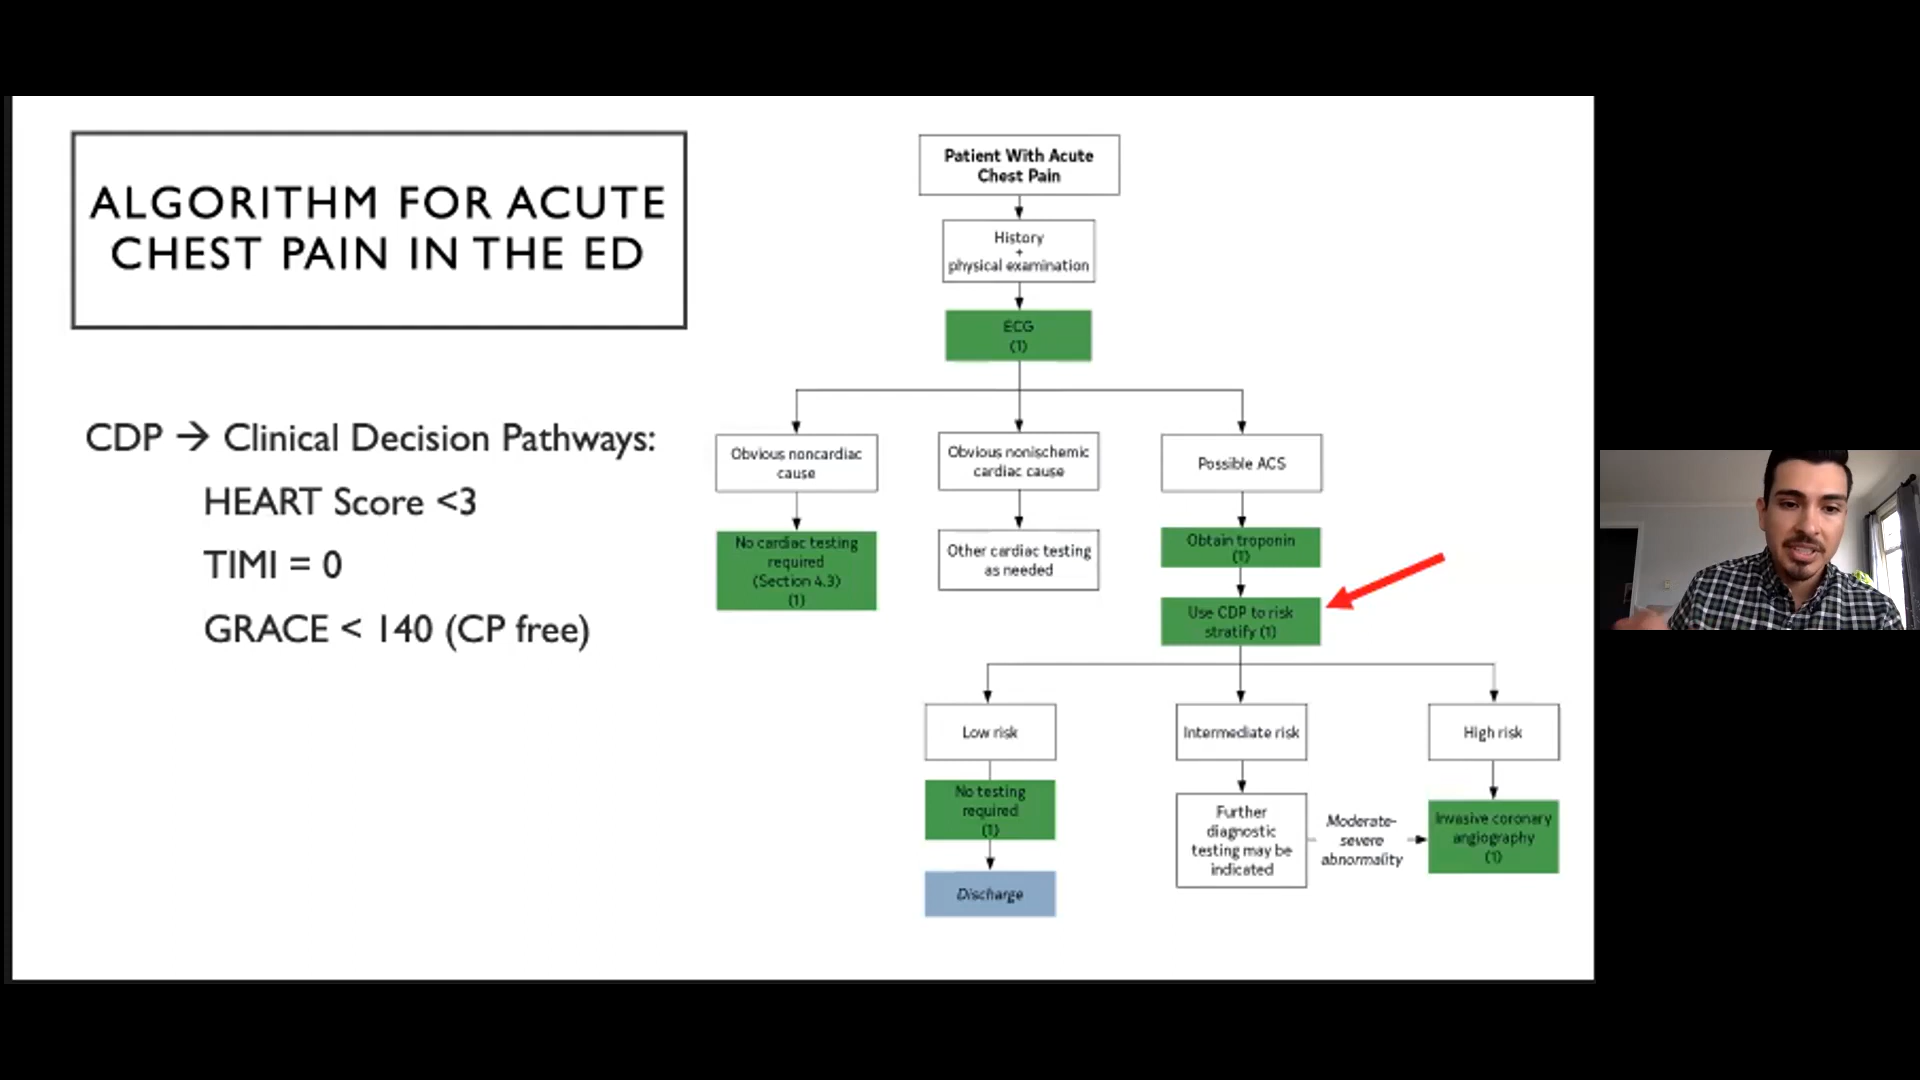 ALGORITHM FOR ACUTE
CHEST PAIN IN THE ED
CDP → Clinical Decision Pathways:
HEART Score <3
TIMI = 0
GRACE < 140 (CP free)
Patient With Acute
Chest Pain
History
+
physical examination
ECG
(1)
Obvious noncardiac
cause
Obvious nonischemic
cardiac cause
Possible ACS
No cardiac testing
required
(Section 4.3)
(1)
Other cardiac testing
as needed
Obtain troponin
(1)
Use CDP to risk
stratify (1)
Low risk
Intermediate risk
High risk
No testing
required
(1)
Further
diagnostic
testing may be
indicated
Moderate-
severe
abnormality
Invasive coronary
angiography
(1)
Discharge